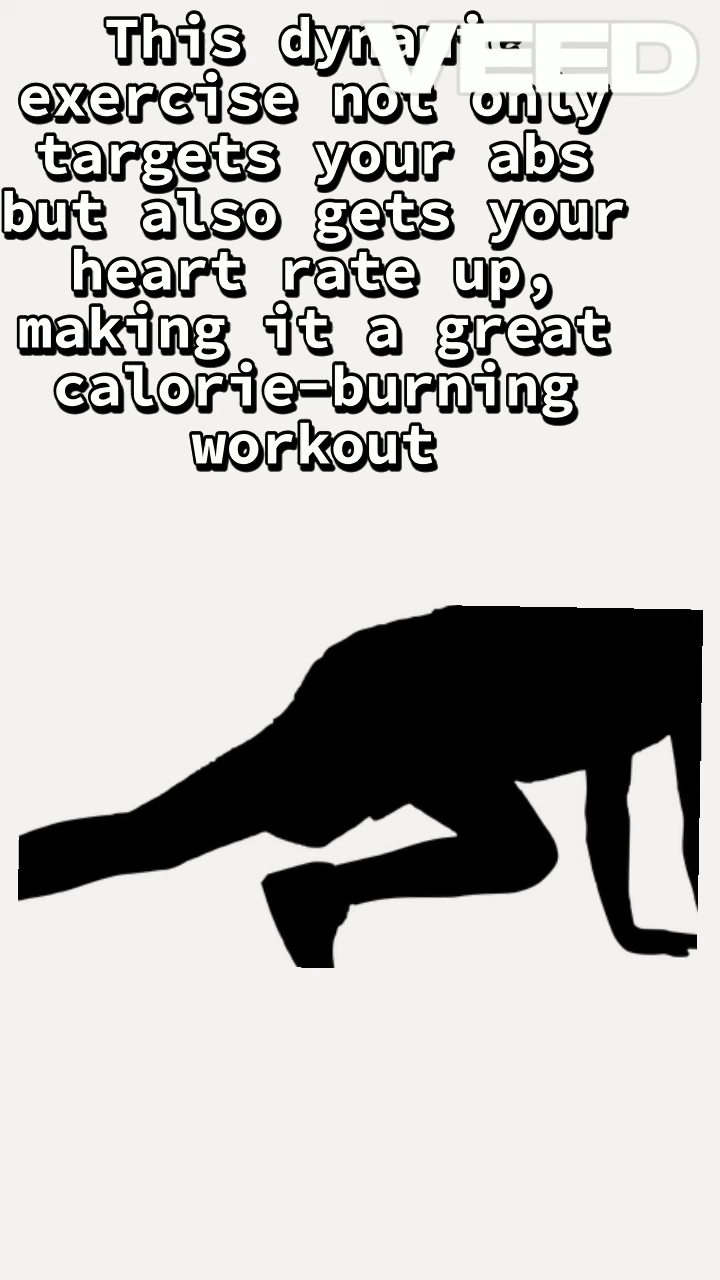 This dynamic
VEED
exercise not only
targets your abs
but also gets your
heart rate up,
making it a great
calorie-burning
workout